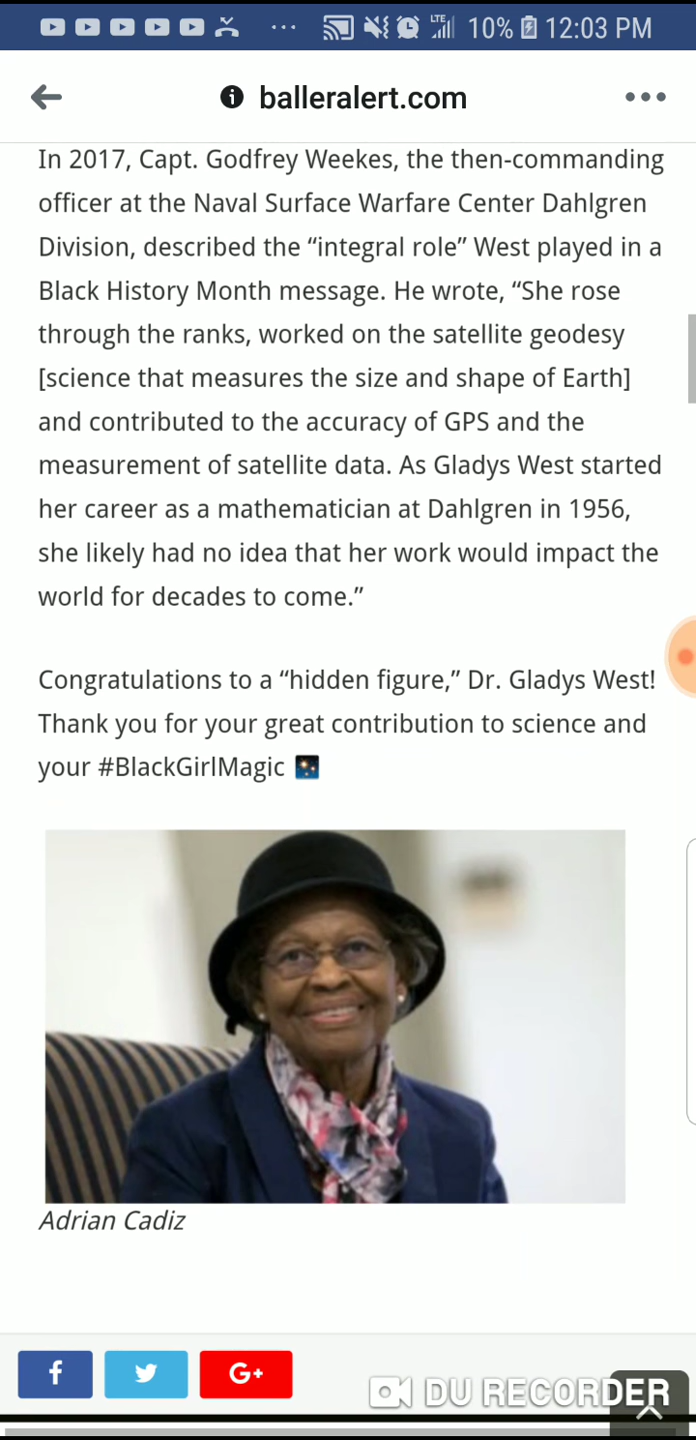 LTE 10% 12:03 PM
balleralert.com
In 2017, Capt. Godfrey Weekes, the then-commanding
officer at the Naval Surface Warfare Center Dahlgren
Division, described the “integral role” West played in a
Black History Month message. He wrote, “She rose
through the ranks, worked on the satellite geodesy
[science that measures the size and shape of Earth]
and contributed to the accuracy of GPS and the
measurement of satellite data. As Gladys West started
her career as a mathematician at Dahlgren in 1956,
she likely had no idea that her work would impact the
world for decades to come.”
Congratulations to a “hidden figure,” Dr. Gladys West!
Thank you for your great contribution to science and
your #BlackGirlMagic
Adrian Cadiz
f G+
DU RECORDER